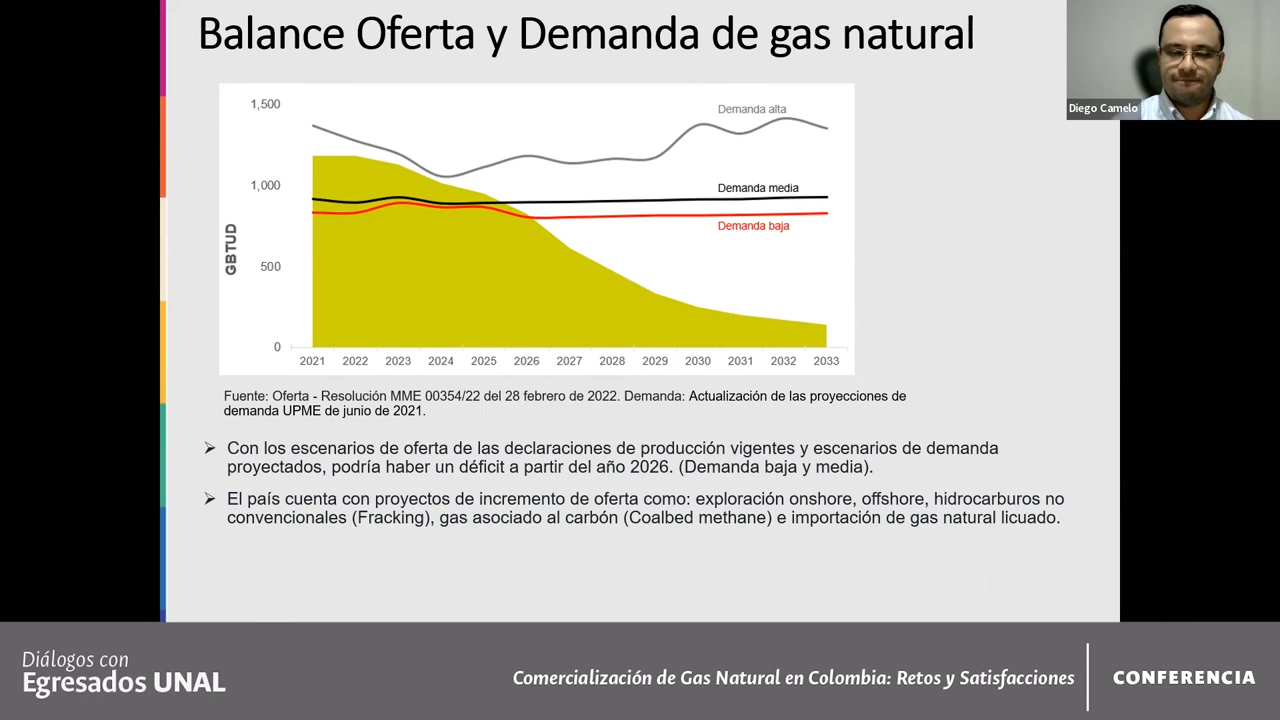 Balance Oferta y Demanda de gas natural
Diego Camelo
1,500
1,000
500
0
GBTUD
Demanda alta
Demanda media
Demanda baja
2021 2022 2023 2024 2025 2026 2027 2028 2029 2030 2031 2032 2033
Fuente: Oferta - Resolución MME 00354/22 del 28 febrero de 2022. Demanda: Actualización de las proyecciones de
demanda UPME de junio de 2021.
Con los escenarios de oferta de las declaraciones de producción vigentes y escenarios de demanda
proyectados, podría haber un déficit a partir del año 2026. (Demanda baja y media).
El país cuenta con proyectos de incremento de oferta como: exploración onshore, offshore, hidrocarburos no
convencionales (Fracking), gas asociado al carbón (Coalbed methane) e importación de gas natural licuado.
Diálogos con
Egresados UNAL
Comercialización de Gas Natural en Colombia: Retos y Satisfacciones
CONFERENCIA